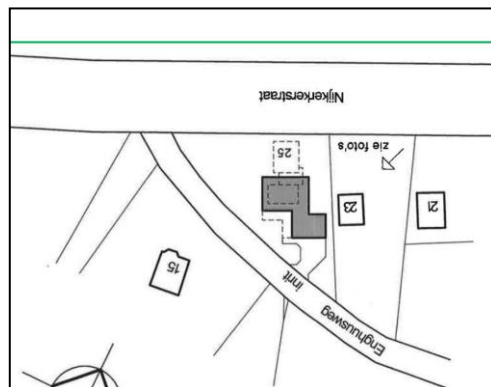 Nijkerkerstraat
25
zie foto's
23
21
15
inrit
Enghuusweg